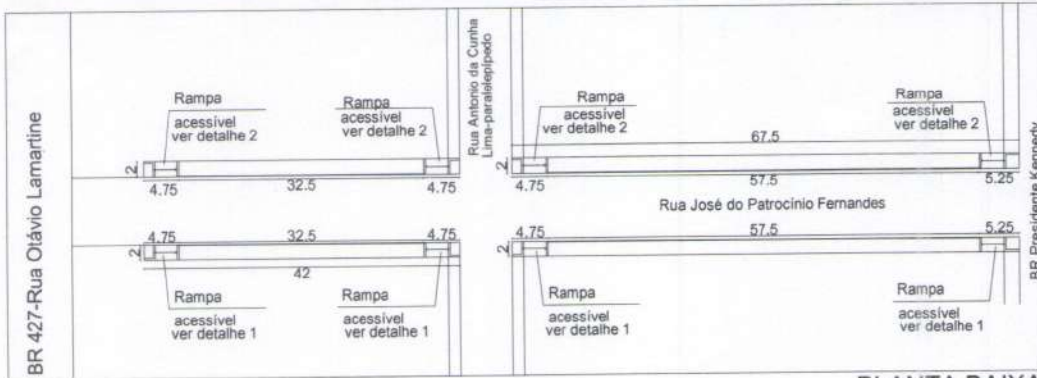 BR 427-Rua Otávio Lamartine
Rampa
acessível
ver detalhe 2
Rampa
acessível
ver detalhe 2
Rua Antonio da Cunha
Lima-paralelepípedo
Rampa
acessível
ver detalhe 2
Rampa
acessível
ver detalhe 2
67.5
2
4.75
32.5
4.75
2
4.75
57.5
5.25
Rua José do Patrocínio Fernandes
BR Presidente Kennedy
2
4.75
32.5
4.75
42
2
4.75
57.5
5.25
Rampa
acessível
ver detalhe 1
Rampa
acessível
ver detalhe 1
Rampa
acessível
ver detalhe 1
Rampa
acessível
ver detalhe 1
PLANTA BAIXA